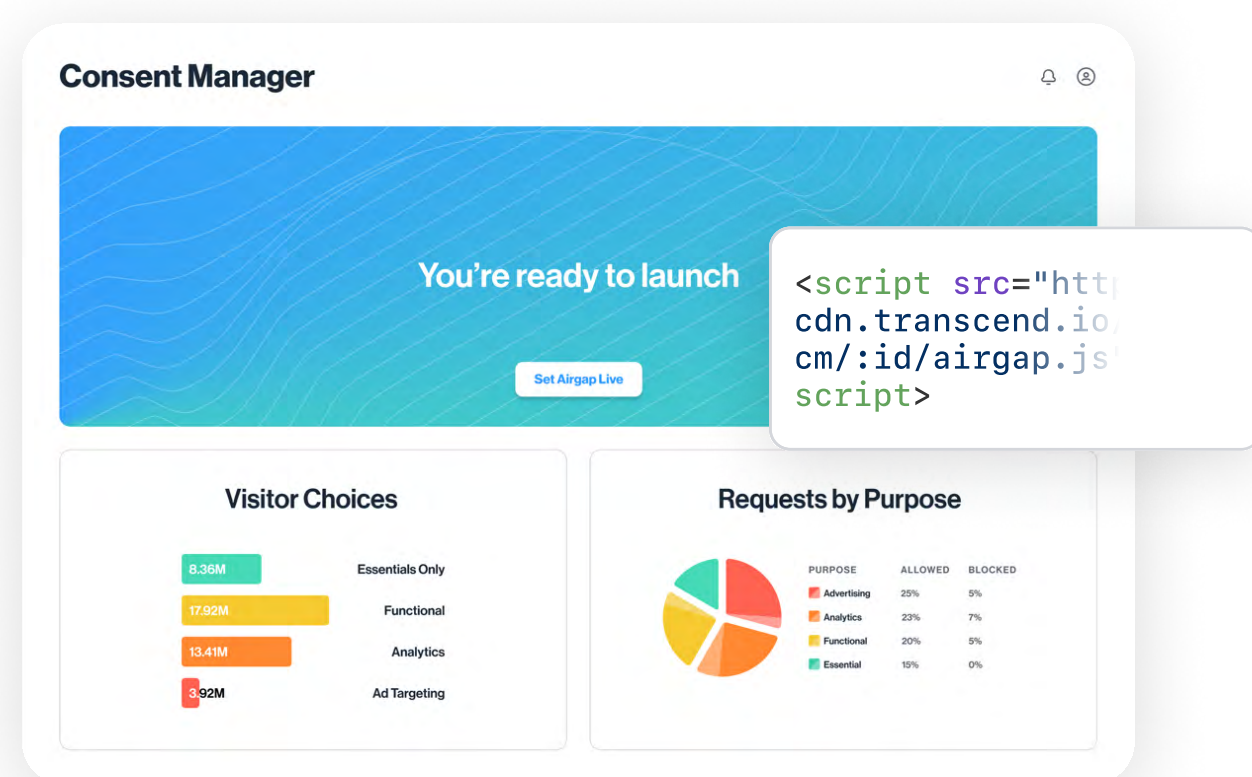 Consent Manager
You're ready to launch
Set Airgap Live
<script src="http
cdn.transcend.io/
cm/:id/airgap.js"
script>
Visitor Choices
8.36M Essentials Only
17.92M Functional
13.41M Analytics
3.92M Ad Targeting
Requests by Purpose
PURPOSE ALLOWED BLOCKED
Advertising 25% 5%
Analytics 23% 7%
Functional 20% 5%
Essential 15% 0%